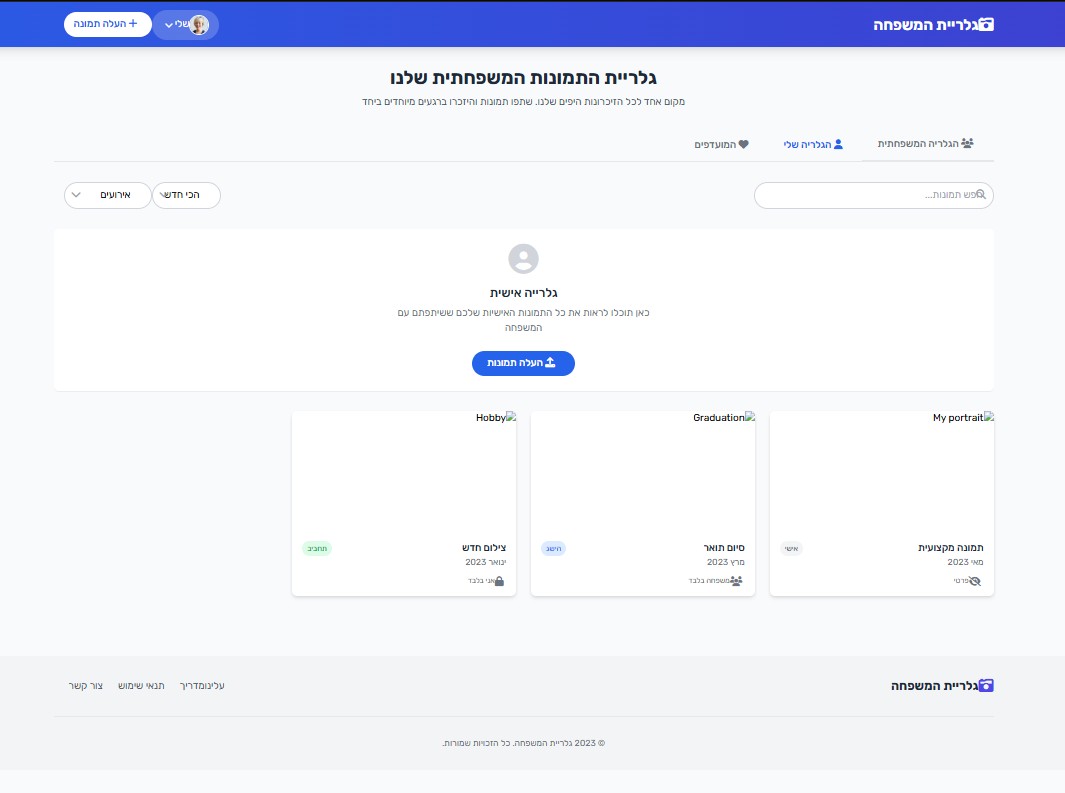 גלריית המשפחה
שלי
העלה תמונה
גלריית התמונות המשפחתית שלנו
מקום אחד לכל הזיכרונות היפים שלנו. שתפו תמונות והיזכרו ברגעים מיוחדים ביחד
הגלריה המשפחתית
הגלריה שלי
המועדפים
פש תמונות...
הכי חדש
אירועים
גלרייה אישית
כאן תוכלו לראות את כל התמונות האישיות שלכם ששיתפתם עם
המשפחה
העלה תמונות
My portrait
תמונה מקצועית
אישי
מאי 2023
פרטי
Graduation
סיום תואר
הישג
מרץ 2023
משפחה בלבד
Hobby
צילום חדש
תחביב
ינואר 2023
אני בלבד
גלריית המשפחה
עלינומדריך
תנאי שימוש
צור קשר
© 2023 גלריית המשפחה. כל הזכויות שמורות.